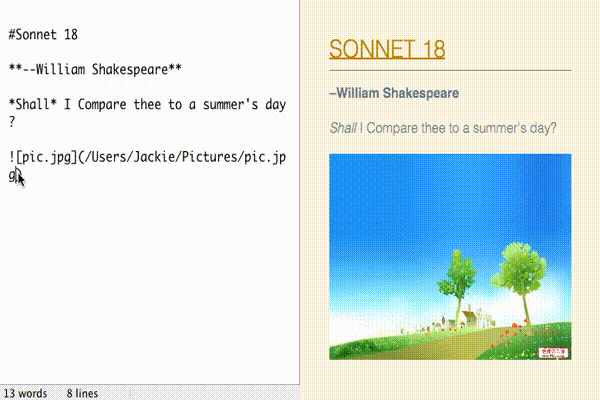 #Sonnet 18
**--William Shakespeare**
*Shall* I Compare thee to a summer's day
?
![pic.jpg](/Users/Jackie/Pictures/pic.jp
g)
13 words 8 lines
SONNET 18
–William Shakespeare
Shall I Compare thee to a summer's day?